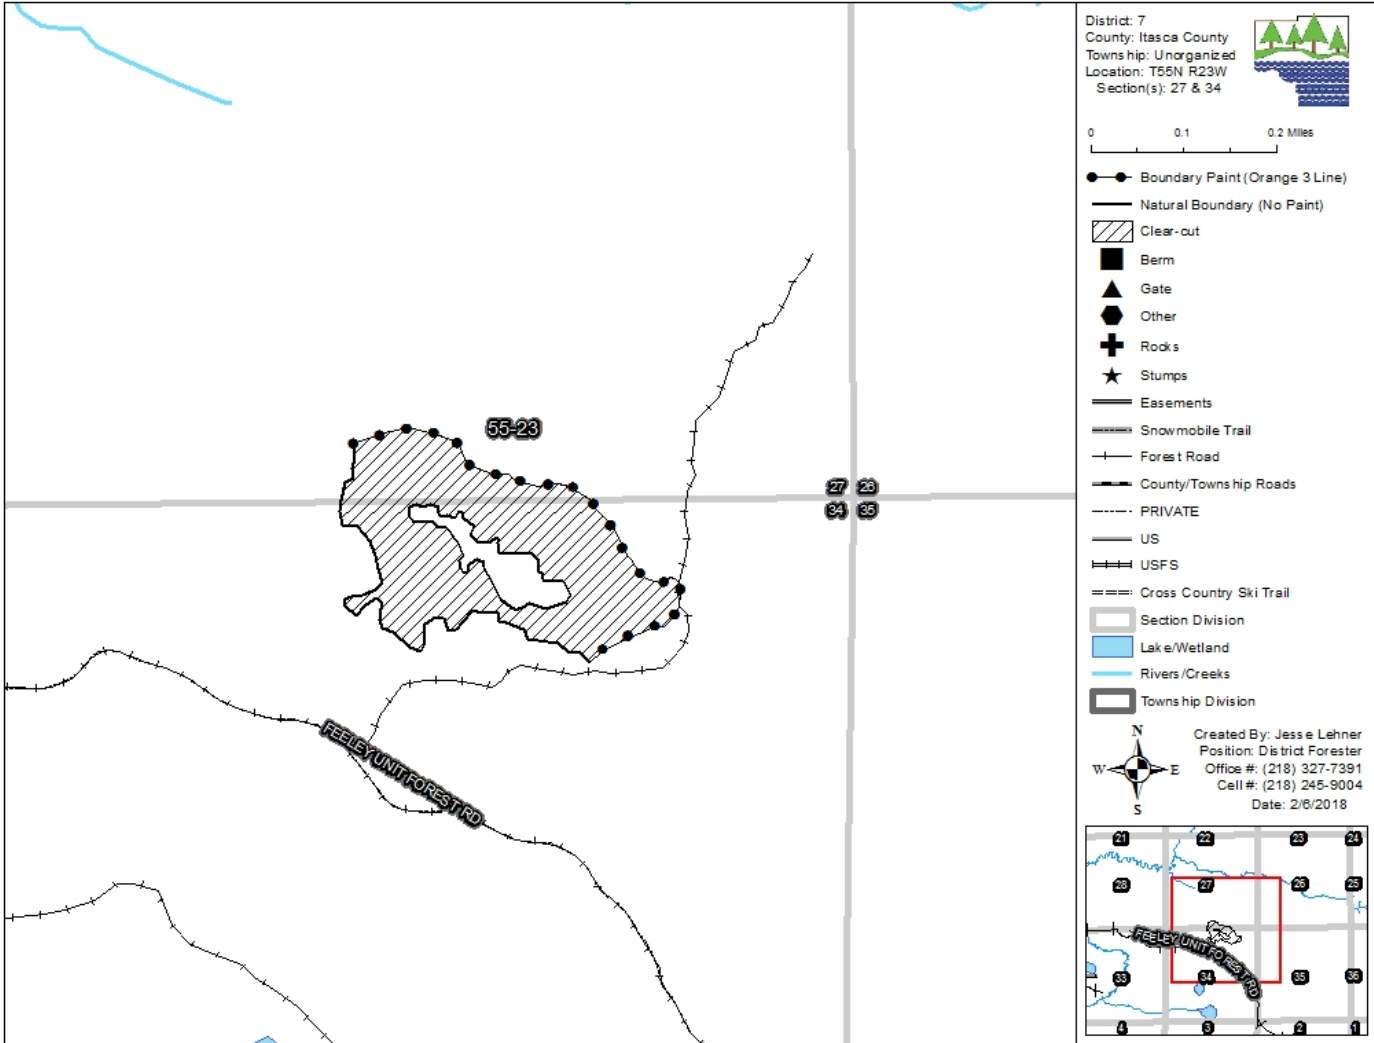 District: 7
County: Itasca County
Township: Unorganized
Location: T55N R23W
Section(s): 27 & 34
0 0.1 0.2 Miles
Boundary Paint (Orange 3 Line)
Natural Boundary (No Paint)
Clear-cut
Berm
Gate
Other
Rocks
Stumps
Easements
Snowmobile Trail
Forest Road
County/Township Roads
PRIVATE
US
USFS
Cross Country Ski Trail
Section Division
Lake/Wetland
Rivers/Creeks
Township Division
N
W E
S
Created By: Jesse Lehner
Position: District Forester
Office #: (218) 327-7391
Cell #: (218) 245-9004
Date: 2/6/2018
55-23
27 26
34 35
FEELEY UNIT FOREST RD
21 22 23 24
28 27 26 25
FEELEY UNIT FOREST RD
33 34 35 36
4 3 2 1